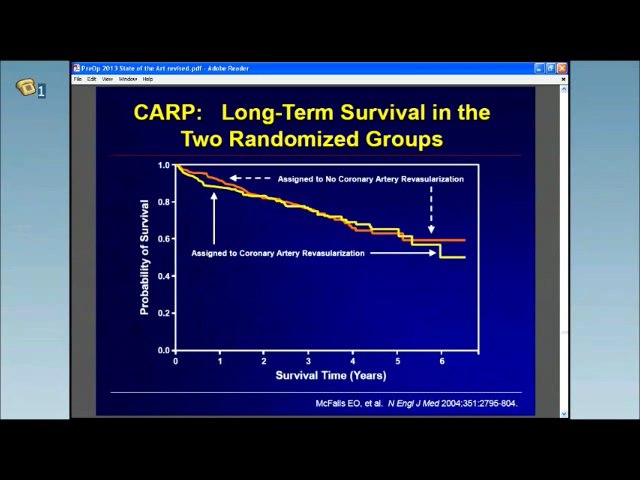 PreOp 2013 State of the Art revised.pdf - Adobe Reader
File Edit View Window Help
1
CARP: Long-Term Survival in the
Two Randomized Groups
Assigned to No Coronary Artery Revasularization
Assigned to Coronary Artery Revascularization
Probability of Survival
1.0
0.8
0.6
0.4
0.2
0.0
0 1 2 3 4 5 6
Survival Time (Years)
McFalls EO, et al. N Engl J Med 2004;351:2795-804.